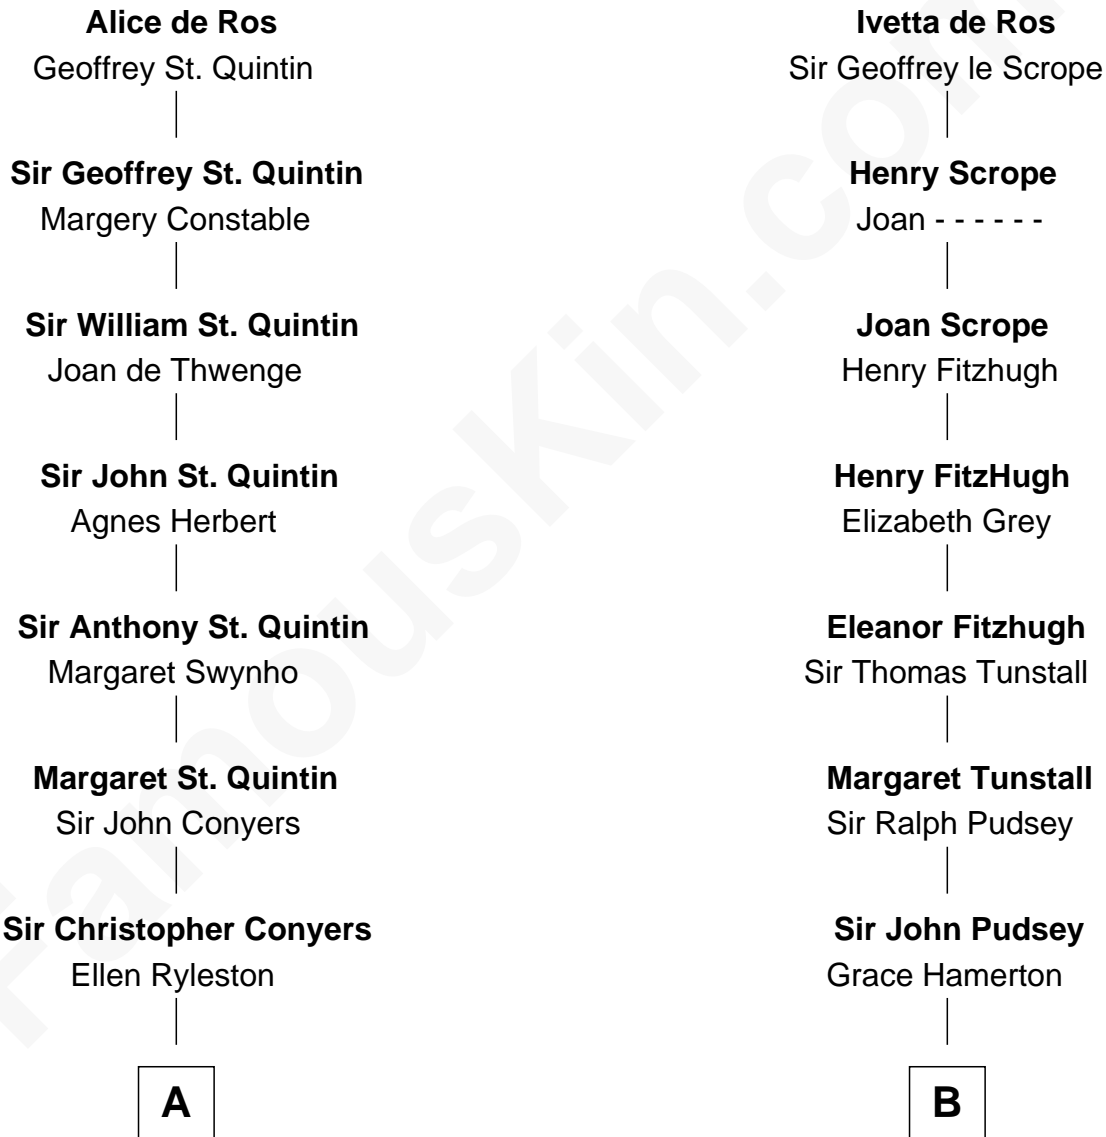 Alice de Ros
Geoffrey St. Quintin
Sir Geoffrey St. Quintin
Margery Constable
Sir William St. Quintin
Joan de Thwenge
Sir John St. Quintin
Agnes Herbert
Sir Anthony St. Quintin
Margaret Swynho
Margaret St. Quintin
Sir John Conyers
Sir Christopher Conyers
Ellen Ryleston
A
Ivetta de Ros
Sir Geoffrey le Scrope
Henry Scrope
Joan - - - - - -
Joan Scrope
Henry Fitzhugh
Henry FitzHugh
Elizabeth Grey
Eleanor Fitzhugh
Sir Thomas Tunstall
Margaret Tunstall
Sir Ralph Pudsey
Sir John Pudsey
Grace Hamerton
B
FamousKin.com